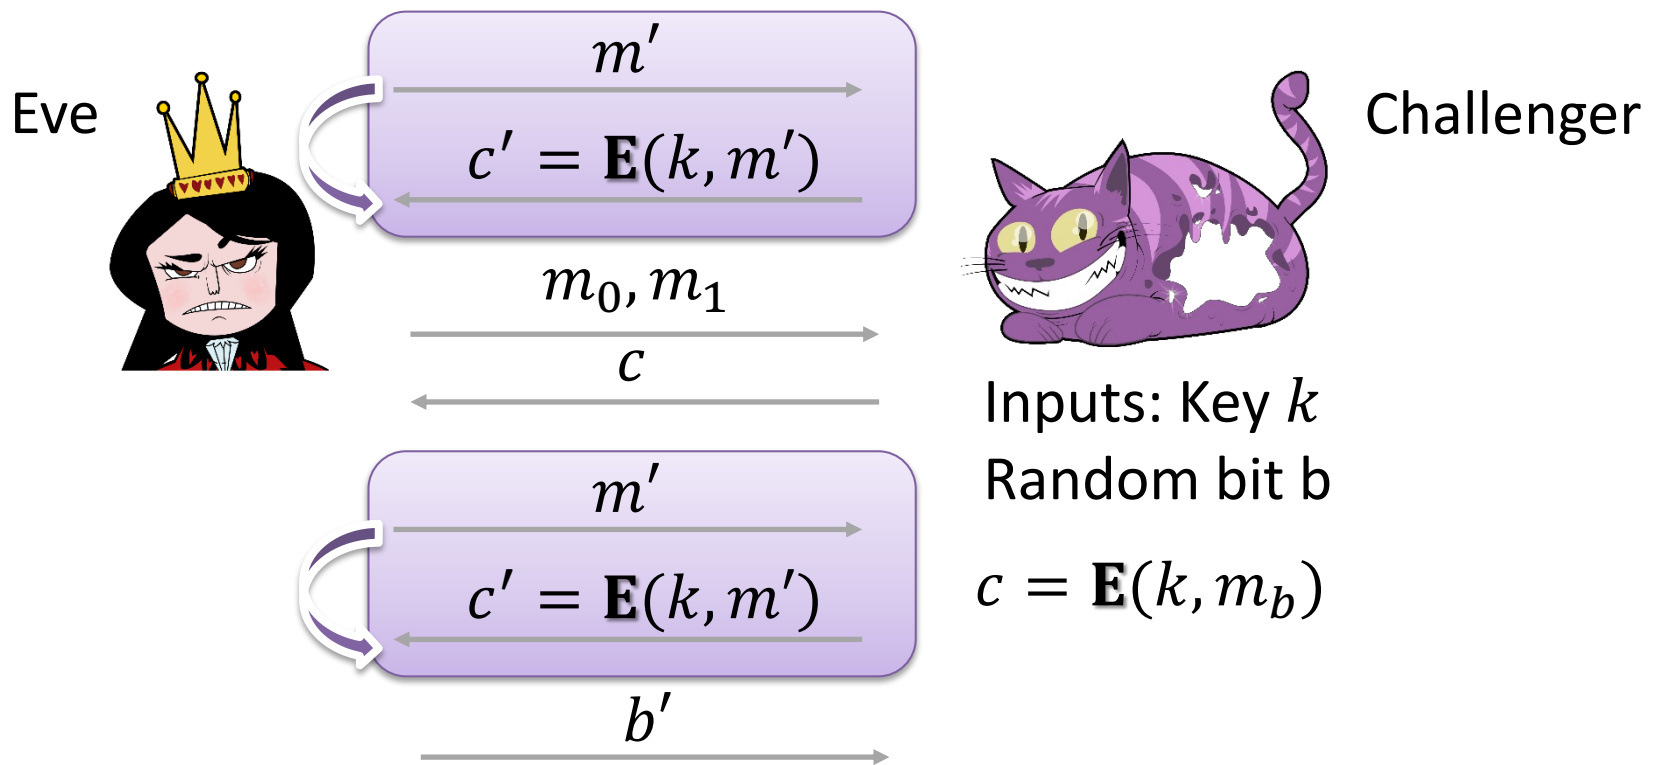 Eve
Challenger
m′
c′ = E(k, m′)
m₀, m₁
c
Inputs: Key k
Random bit b
m′
c′ = E(k, m′)
c = E(k, m_b)
b′